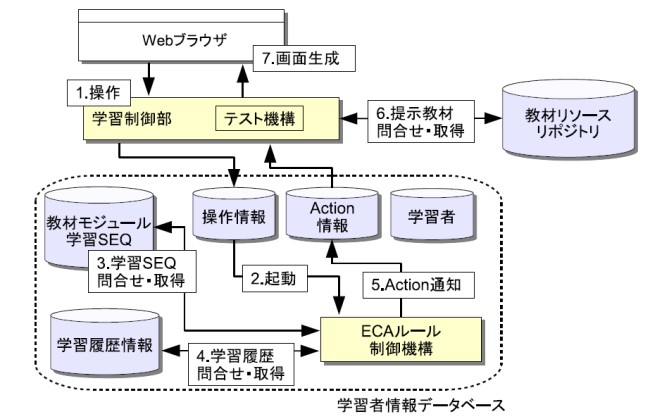 Webブラウザ
7.画面生成
1.操作
学習制御部
テスト機構
6.提示教材
問合せ・取得
教材リソース
リポジトリ
教材モジュール
学習SEQ
操作情報
Action
情報
学習者
3.学習SEQ
問合せ・取得
2.起動
5.Action通知
ECAルール
制御機構
学習履歴情報
4.学習履歴
問合せ・取得
学習者情報データベース